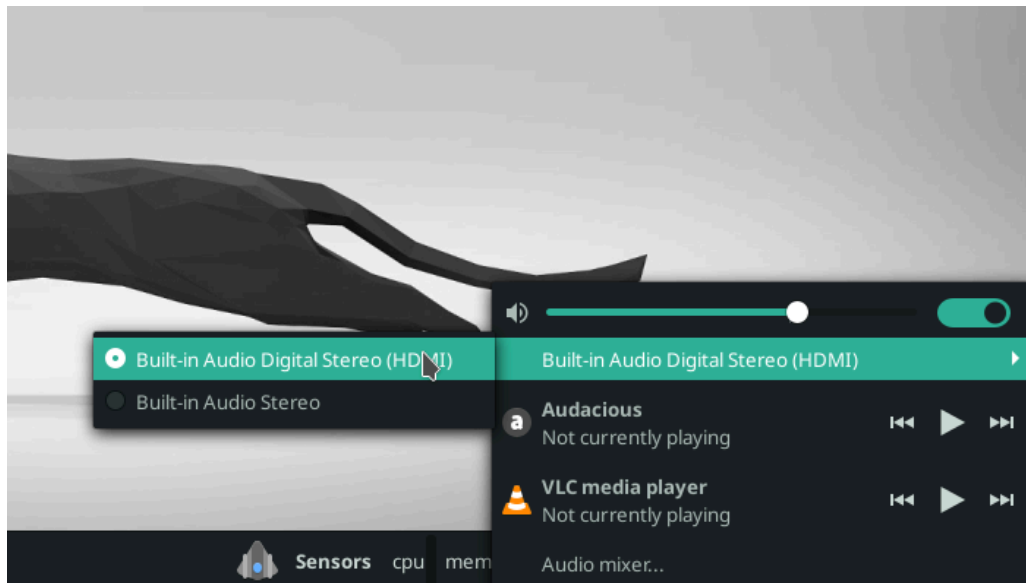 Built-in Audio Digital Stereo (HDMI)
Built-in Audio Stereo
Built-in Audio Digital Stereo (HDMI)
a
Audacious
Not currently playing
VLC media player
Not currently playing
Audio mixer...
Sensors cpu mem